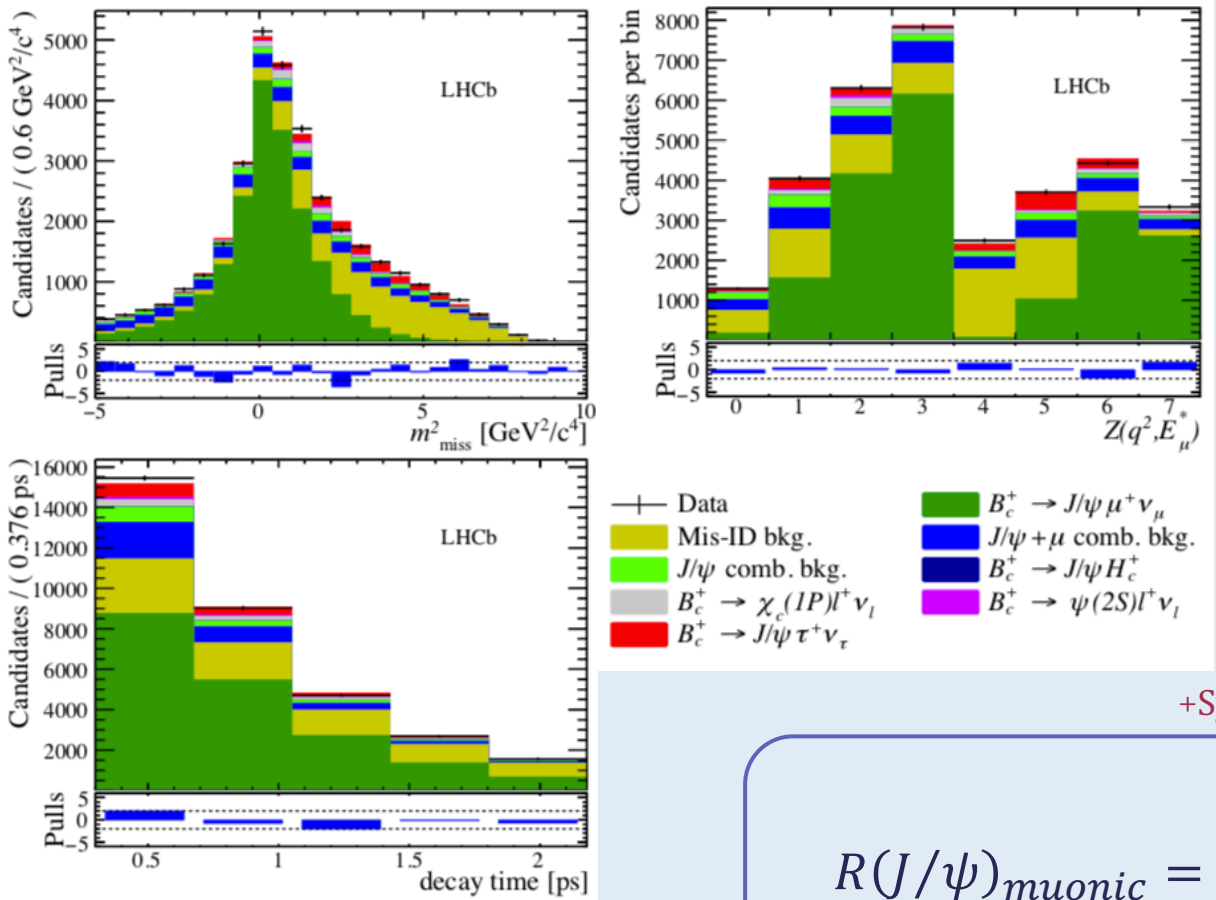 Candidates / ( 0.6 GeV²/c⁴)
5000
4000
3000
2000
1000
LHCb
Pulls
5
0
−5
−5 0 5 10
m²miss [GeV²/c⁴]
Candidates per bin
8000
7000
6000
5000
4000
3000
2000
1000
LHCb
Pulls
5
0
−5
0 1 2 3 4 5 6 7
Z(q²,E*μ)
Candidates / ( 0.376 ps )
16000
14000
12000
10000
8000
6000
4000
2000
LHCb
Pulls
5
0
−5
0.5 1 1.5 2
decay time [ps]
Data
Mis-ID bkg.
J/ψ comb. bkg.
B⁺c → χc(1P)l⁺νl
B⁺c → J/ψ τ⁺ντ
B⁺c → J/ψ μ⁺νμ
J/ψ+μ comb. bkg.
B⁺c → J/ψ H⁺c
B⁺c → ψ(2S)l⁺νl
+S
R(J/ψ)muonic =